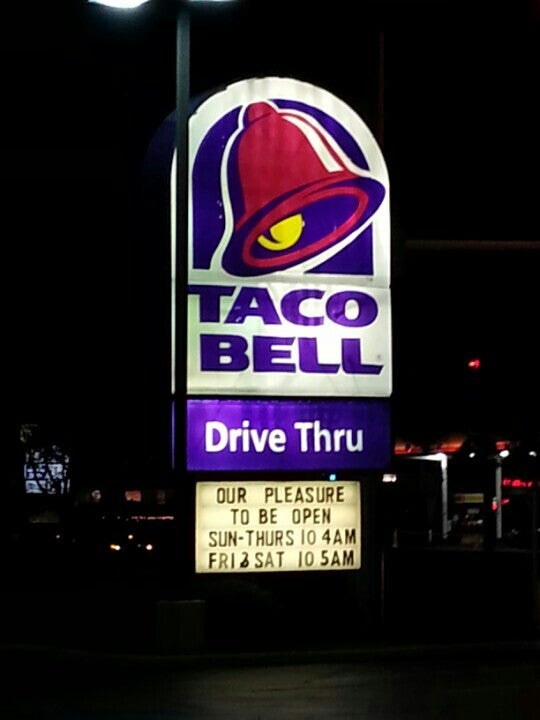 TACO
BELL
Drive Thru
OUR PLEASURE
TO BE OPEN
SUN-THURS 10 4AM
FRI & SAT 10 5AM